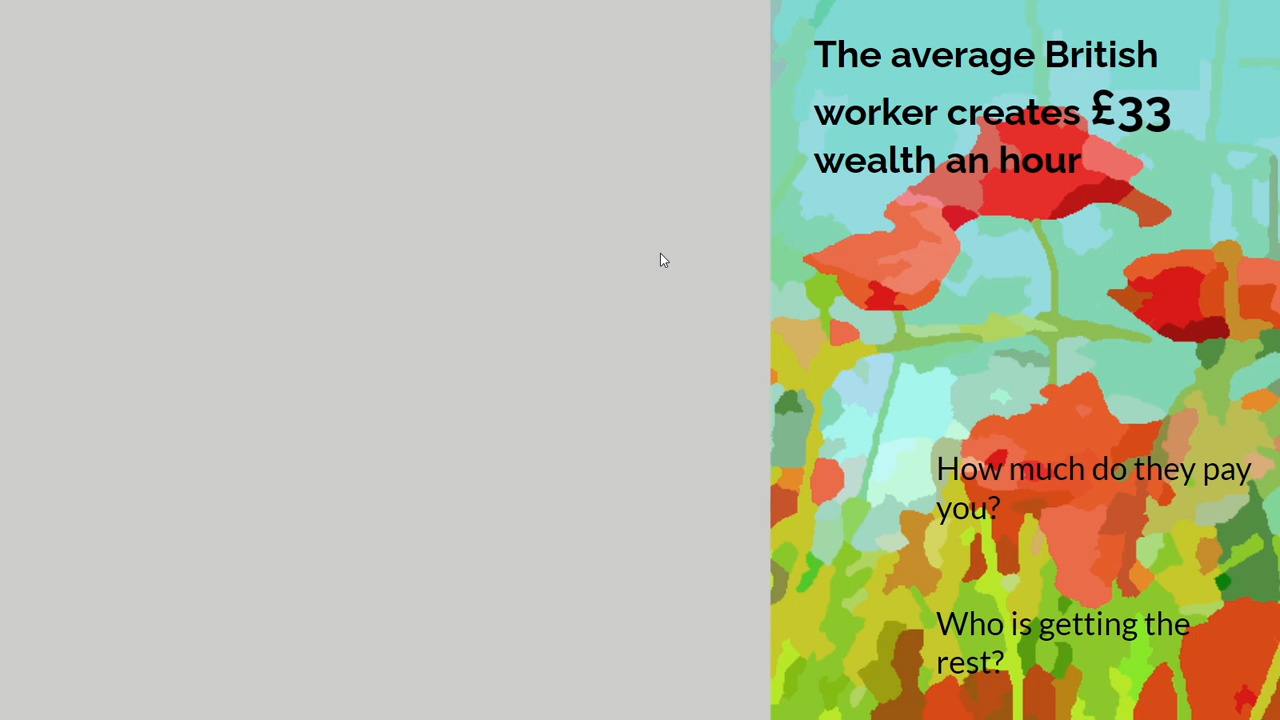 The average British
worker creates £33
wealth an hour
How much do they pay
you?
Who is getting the
rest?